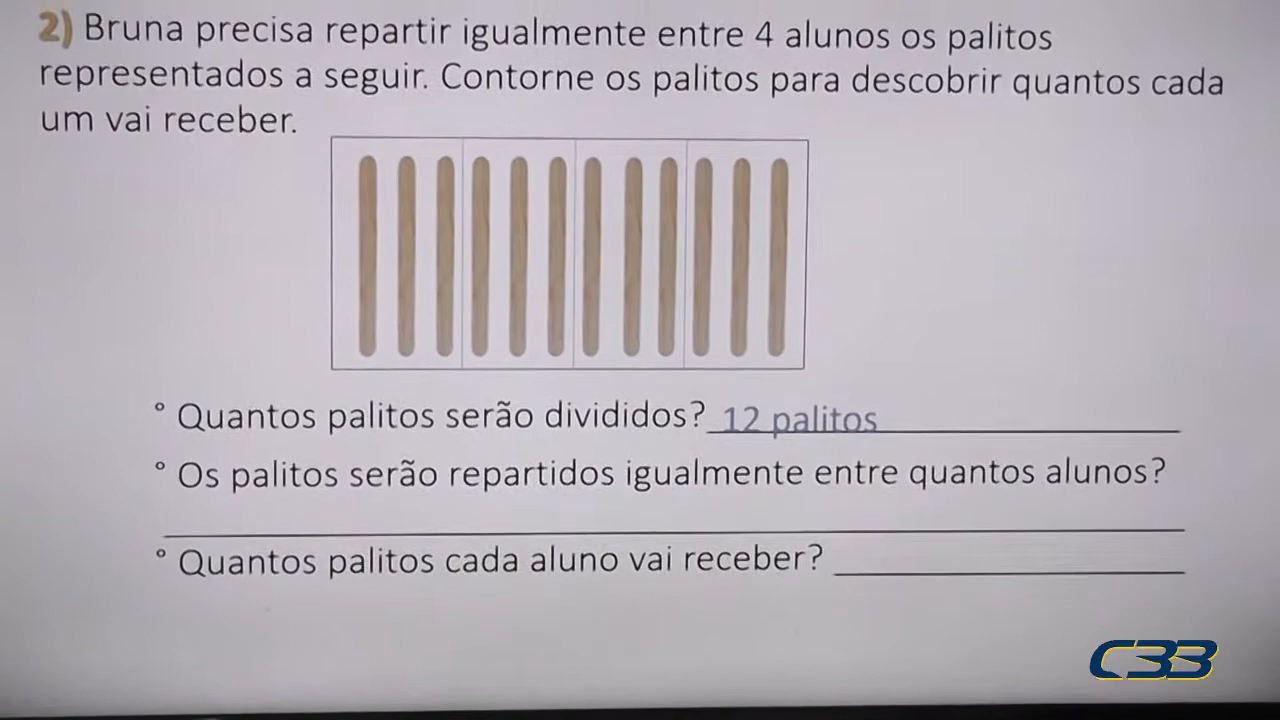 2) Bruna precisa repartir igualmente entre 4 alunos os palitos
representados a seguir. Contorne os palitos para descobrir quantos cada
um vai receber.
° Quantos palitos serão divididos? 12 palitos
° Os palitos serão repartidos igualmente entre quantos alunos?
° Quantos palitos cada aluno vai receber?
C33